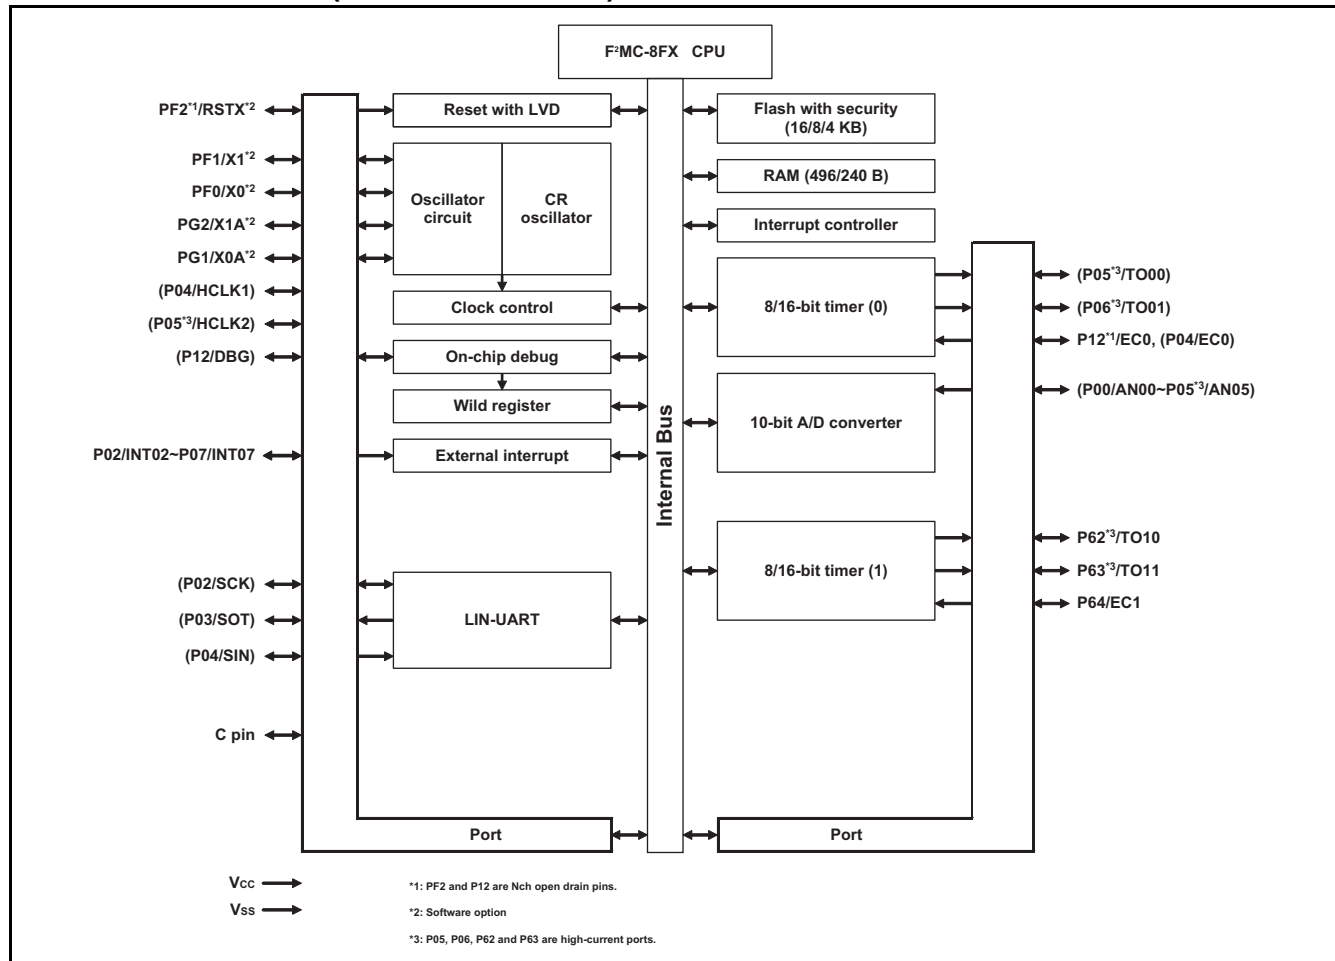 F²MC-8FX CPU
PF2*1/RSTX*2
Reset with LVD
Flash with security
(16/8/4 KB)
PF1/X1*2
PF0/X0*2
PG2/X1A*2
PG1/X0A*2
(P04/HCLK1)
(P05*3/HCLK2)
(P12/DBG)
Oscillator
circuit
CR
oscillator
RAM (496/240 B)
Interrupt controller
Clock control
8/16-bit timer (0)
(P05*3/TO00)
(P06*3/TO01)
P12*1/EC0, (P04/EC0)
On-chip debug
Wild register
10-bit A/D converter
(P00/AN00~P05*3/AN05)
P02/INT02~P07/INT07
External interrupt
Internal Bus
(P02/SCK)
(P03/SOT)
(P04/SIN)
LIN-UART
8/16-bit timer (1)
P62*3/TO10
P63*3/TO11
P64/EC1
C pin
Port
Port
Vcc
Vss
*1: PF2 and P12 are Nch open drain pins.
*2: Software option
*3: P05, P06, P62 and P63 are high-current ports.